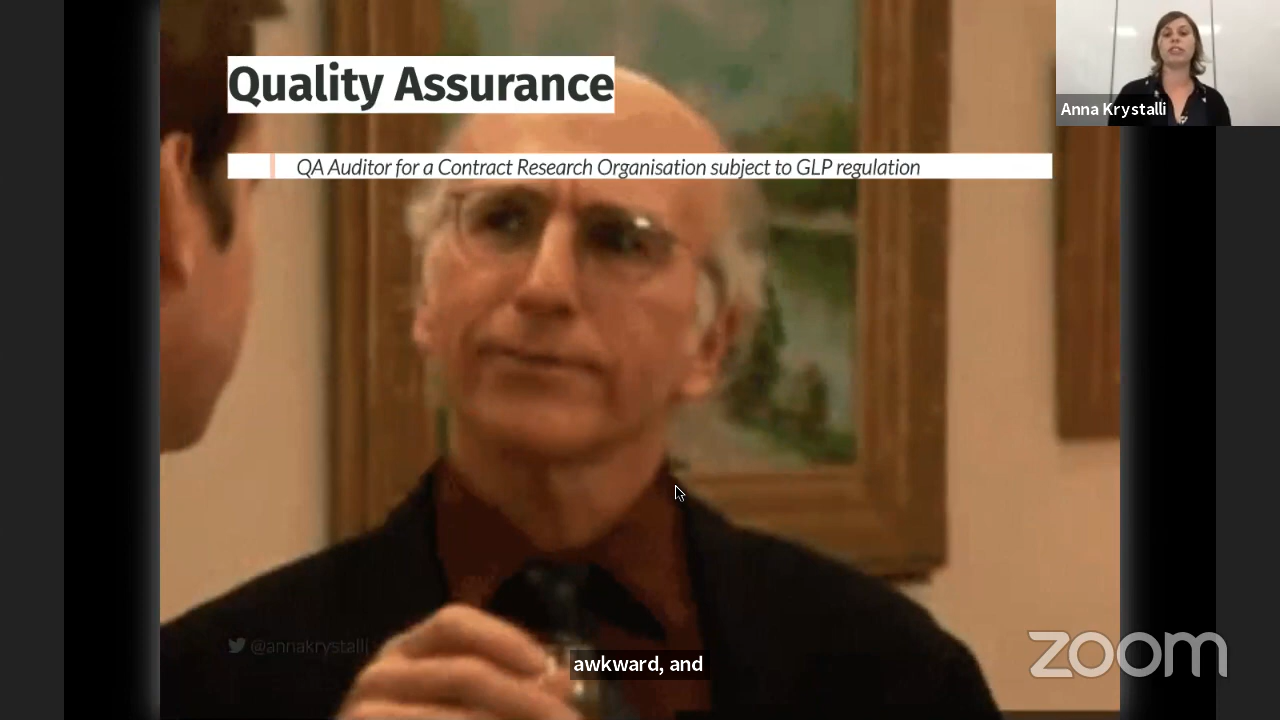 Quality Assurance
Anna Krystalli
QA Auditor for a Contract Research Organisation subject to GLP regulation
@annakrystalli
awkward, and
zoom